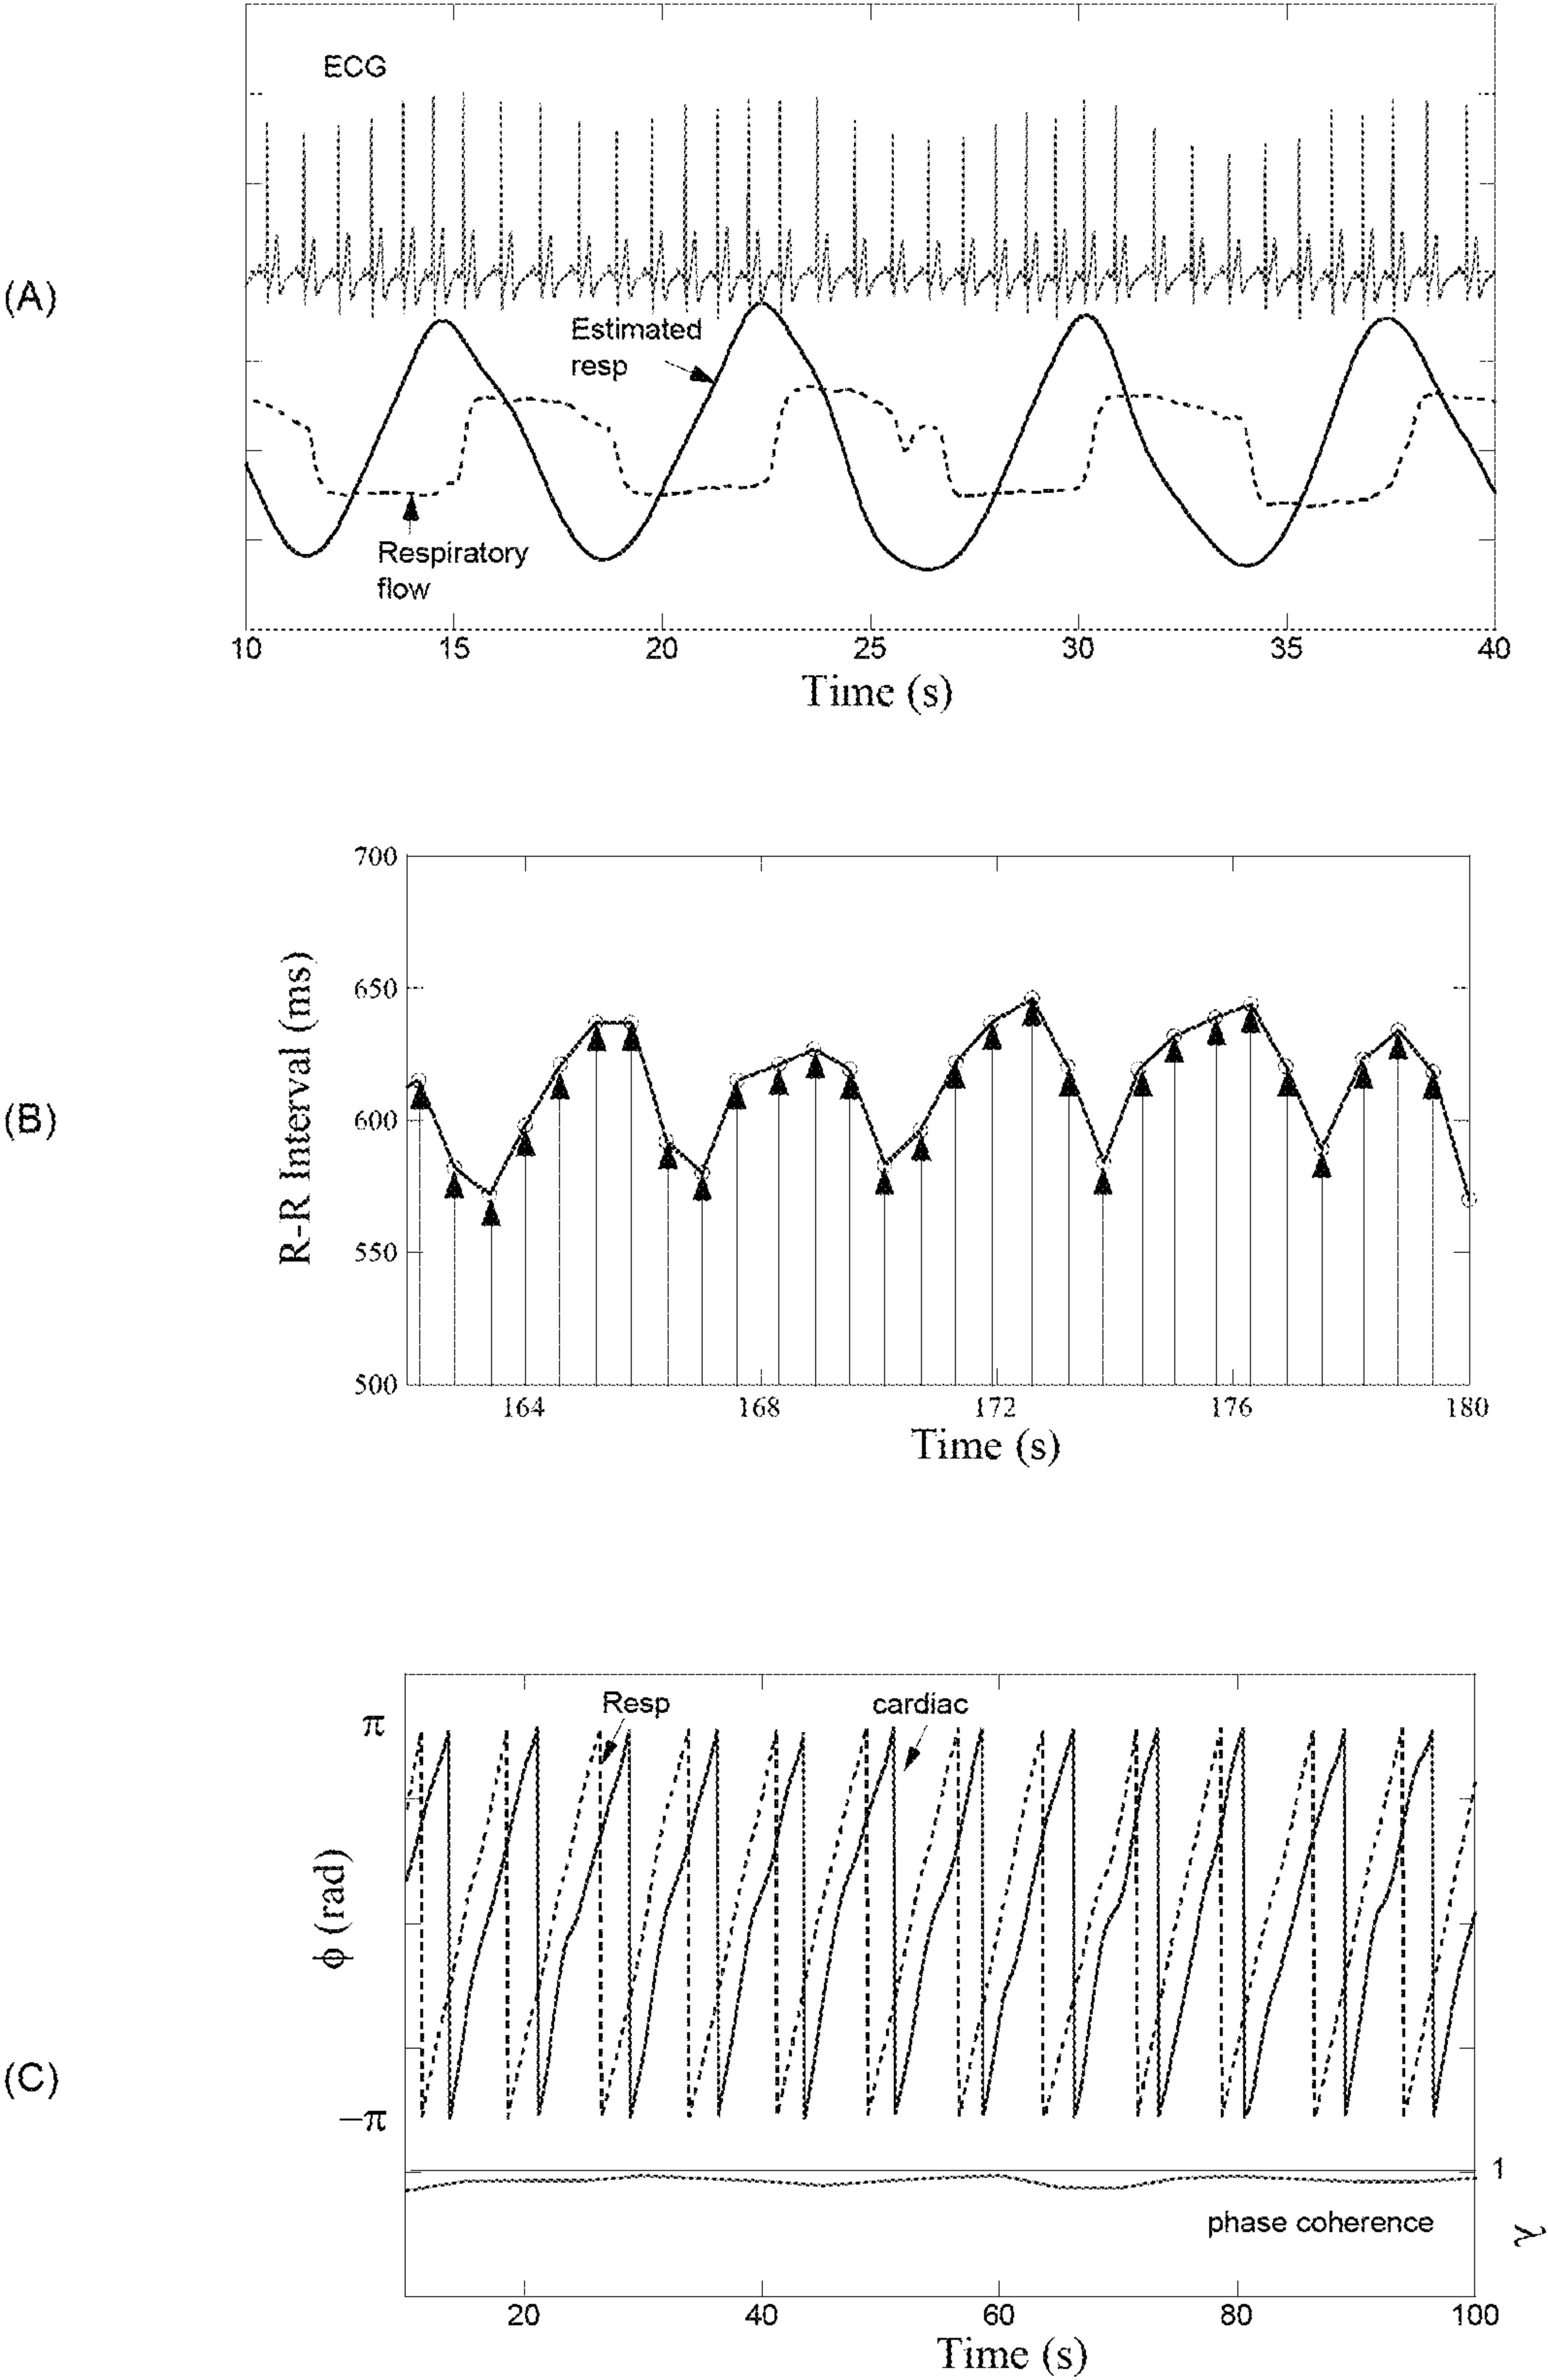 (A)
ECG
Estimated
resp
Respiratory
flow
10 15 20 25 30 35 40
Time (s)
(B)
R-R Interval (ms)
700
650
600
550
500
164 168 172 176 180
Time (s)
(C)
Resp
cardiac
π
ϕ (rad)
−π
1
phase coherence
λ
20 40 60 80 100
Time (s)